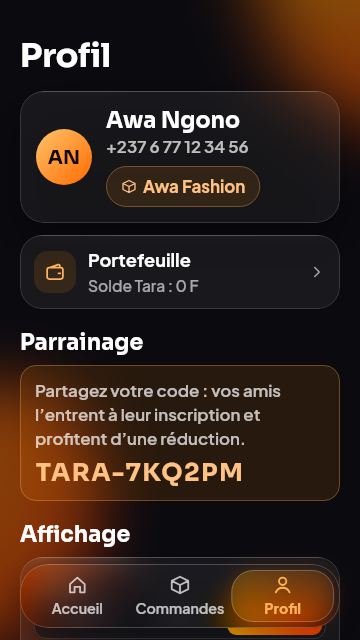 Profil
AN
Awa Ngono
+237 6 77 12 34 56
Awa Fashion
Portefeuille
Solde Tara : 0 F
Parrainage
Partagez votre code : vos amis
l’entrent à leur inscription et
profitent d’une réduction.
TARA-7KQ2PM
Affichage
Accueil
Commandes
Profil